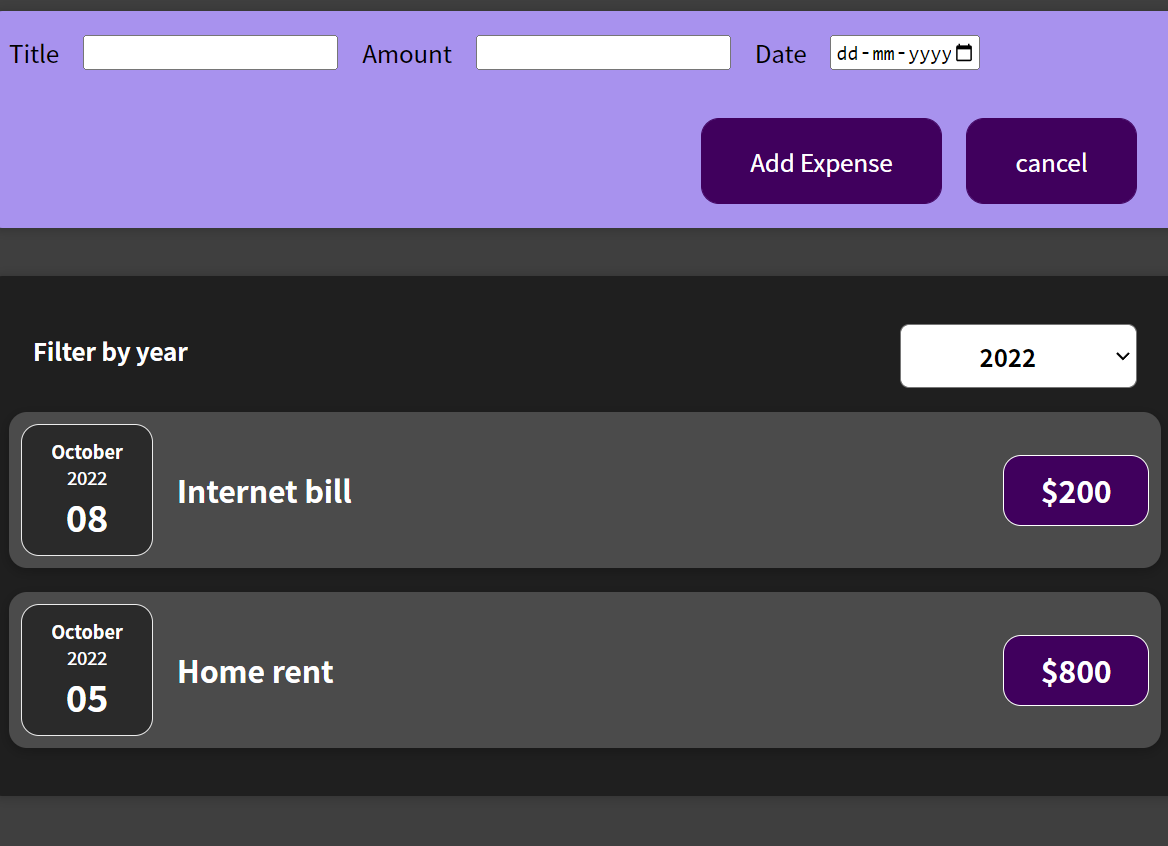 Title Amount Date dd-mm-yyyy
Add Expense cancel
Filter by year 2022
October
2022
08
Internet bill $200
October
2022
05
Home rent $800